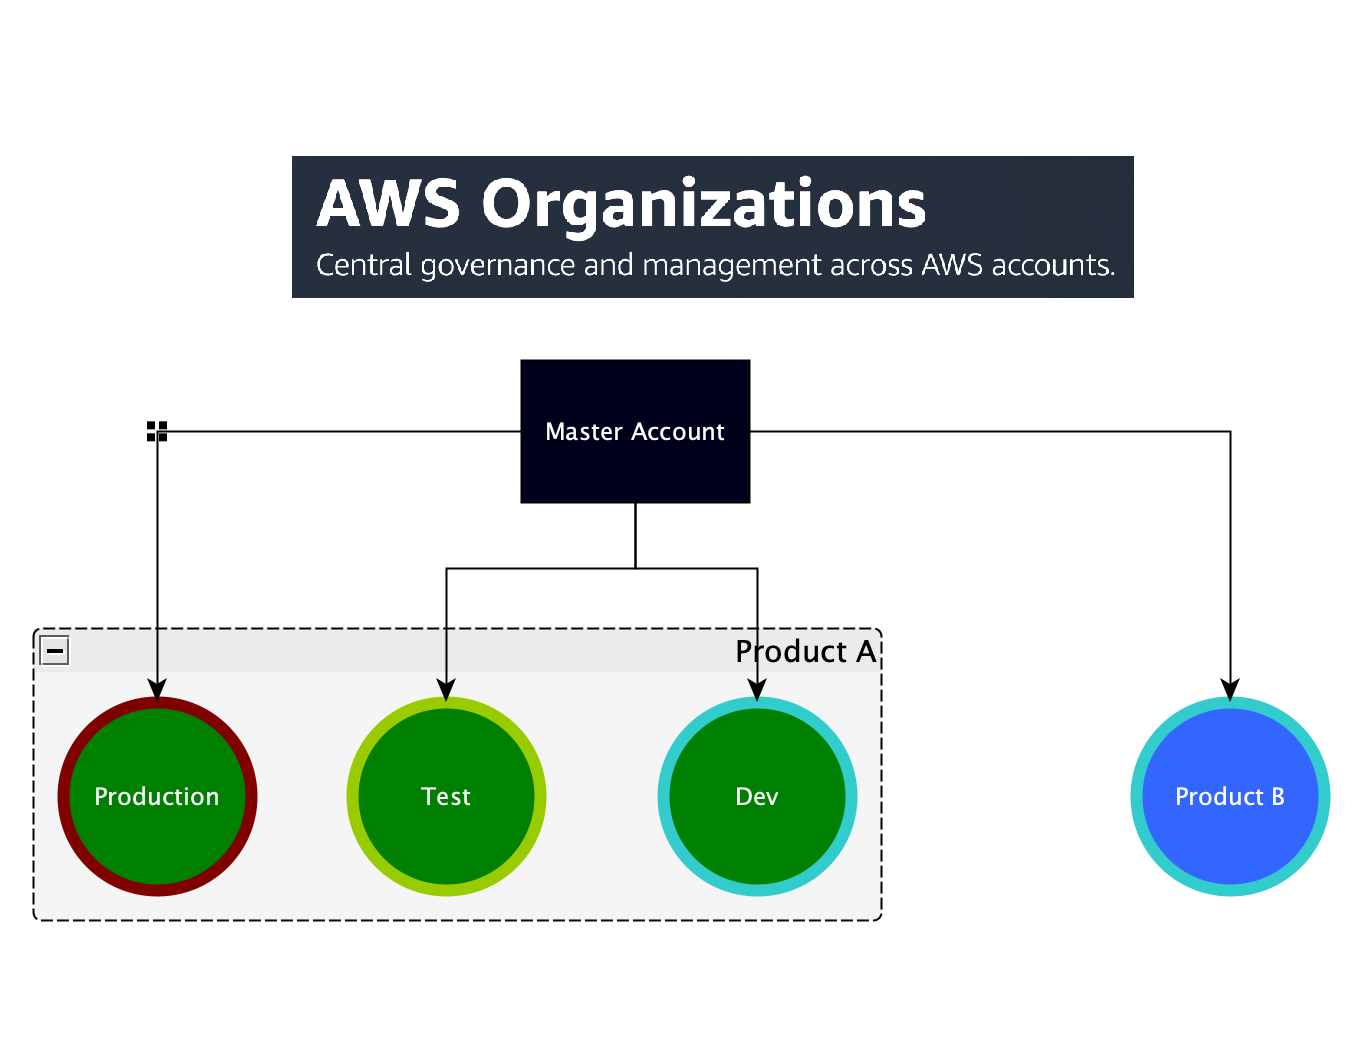 AWS Organizations
Central governance and management across AWS accounts.
Master Account
Product A
Production
Test
Dev
Product B